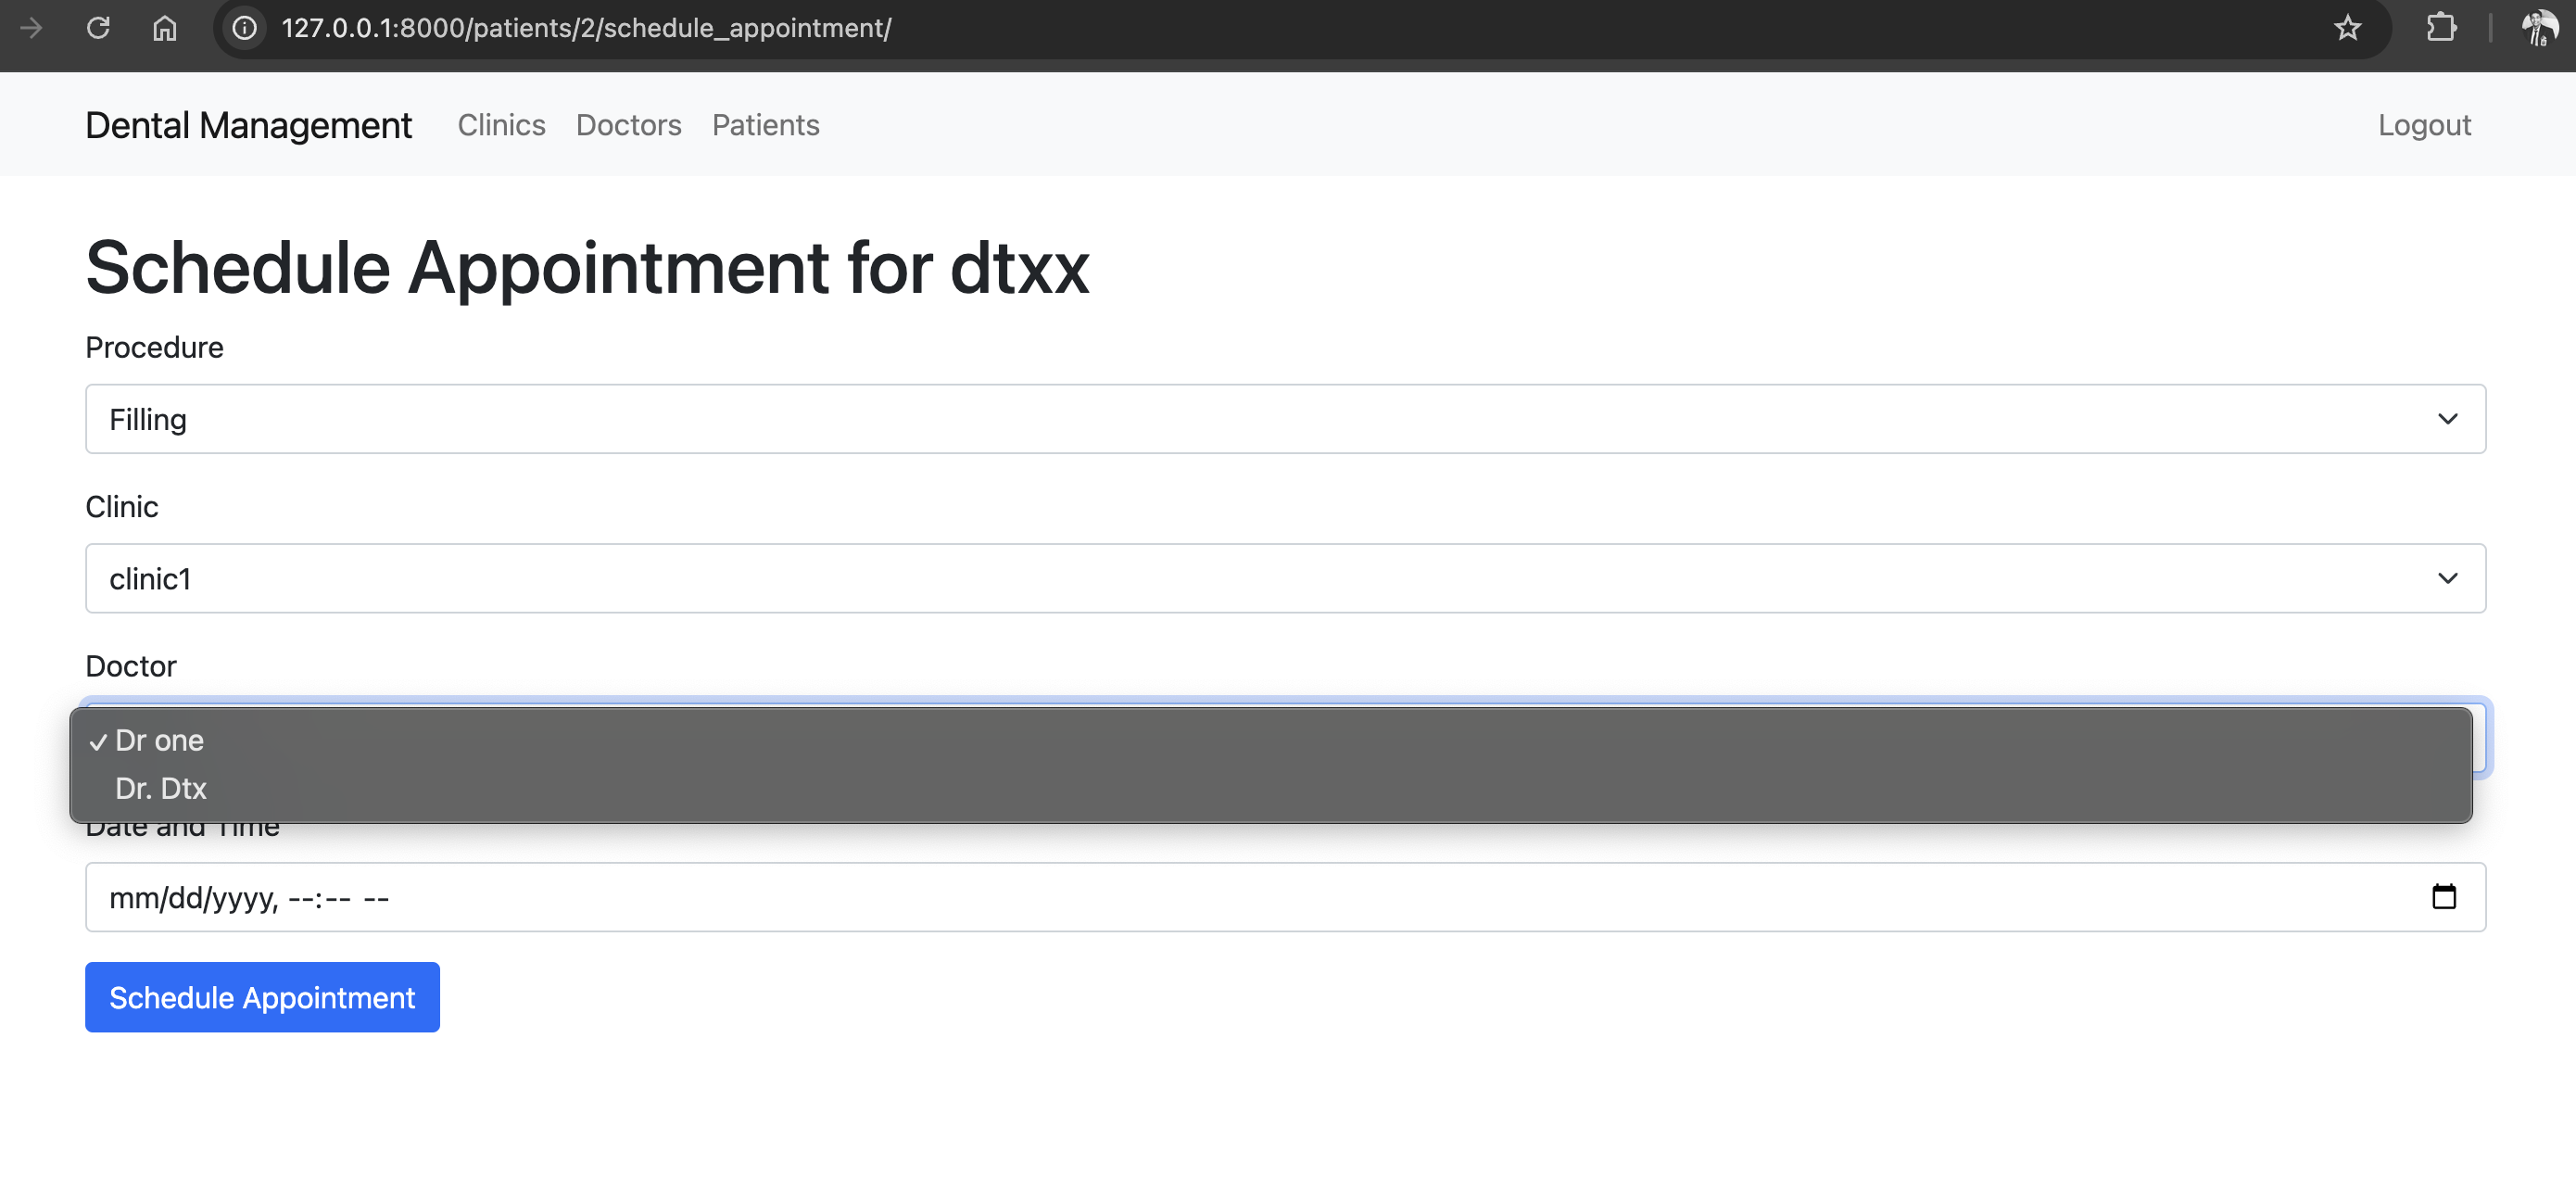 127.0.0.1:8000/patients/2/schedule_appointment/
Dental Management Clinics Doctors Patients Logout
Schedule Appointment for dtxx
Procedure
Filling
Clinic
clinic1
Doctor
✓ Dr one
Dr. Dtx
Date and Time
mm/dd/yyyy, --:-- --
Schedule Appointment